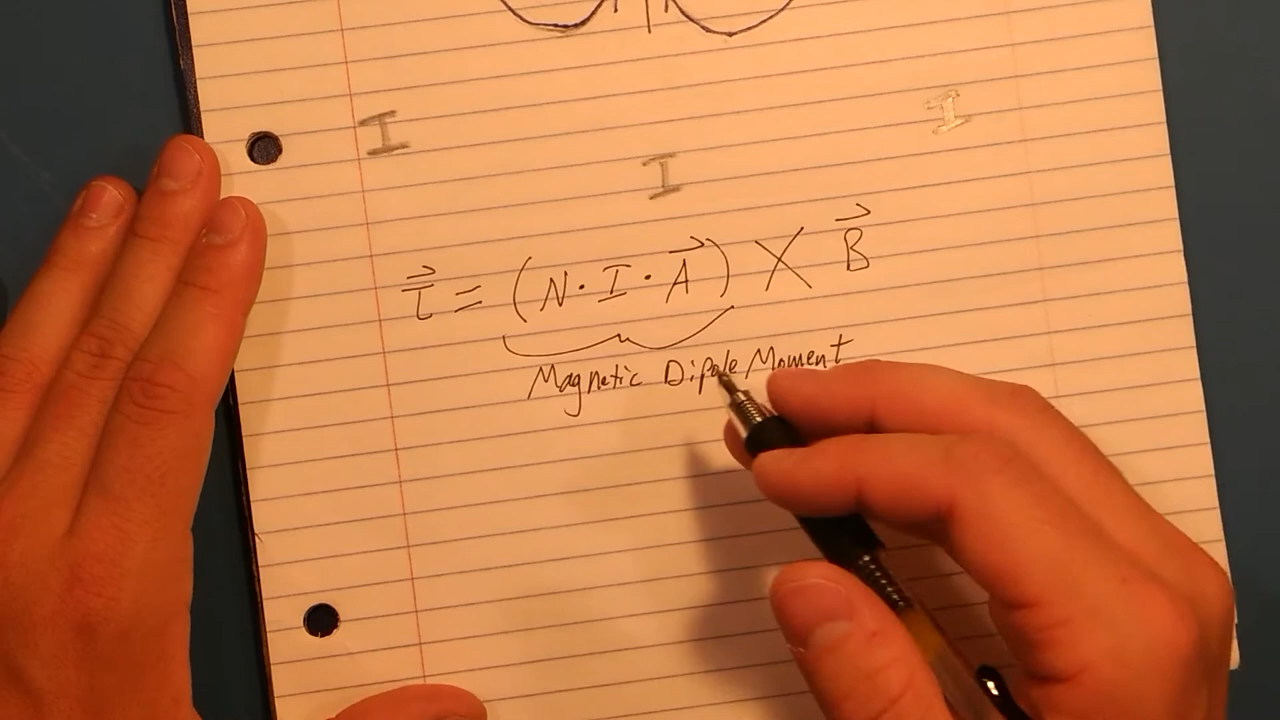 I
I
I
τ⃗ = (N · I · A⃗) X B⃗
Magnetic Dipole Moment